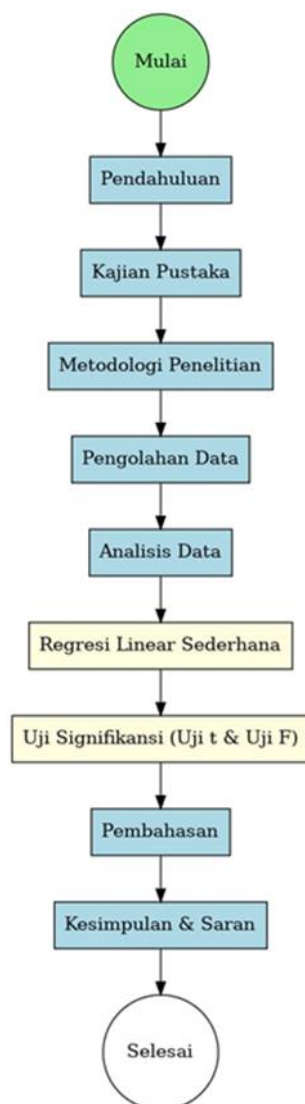 Mulai
Pendahuluan
Kajian Pustaka
Metodologi Penelitian
Pengolahan Data
Analisis Data
Regresi Linear Sederhana
Uji Signifikansi (Uji t & Uji F)
Pembahasan
Kesimpulan & Saran
Selesai